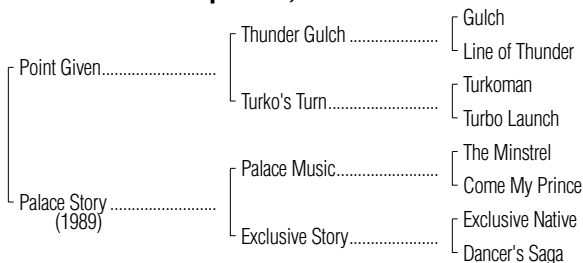 Gulch
Thunder Gulch
Line of Thunder
Point Given
Turkoman
Turko's Turn
Turbo Launch
The Minstrel
Palace Music
Come My Prince
Palace Story
(1989)
Exclusive Native
Exclusive Story
Dancer's Saga